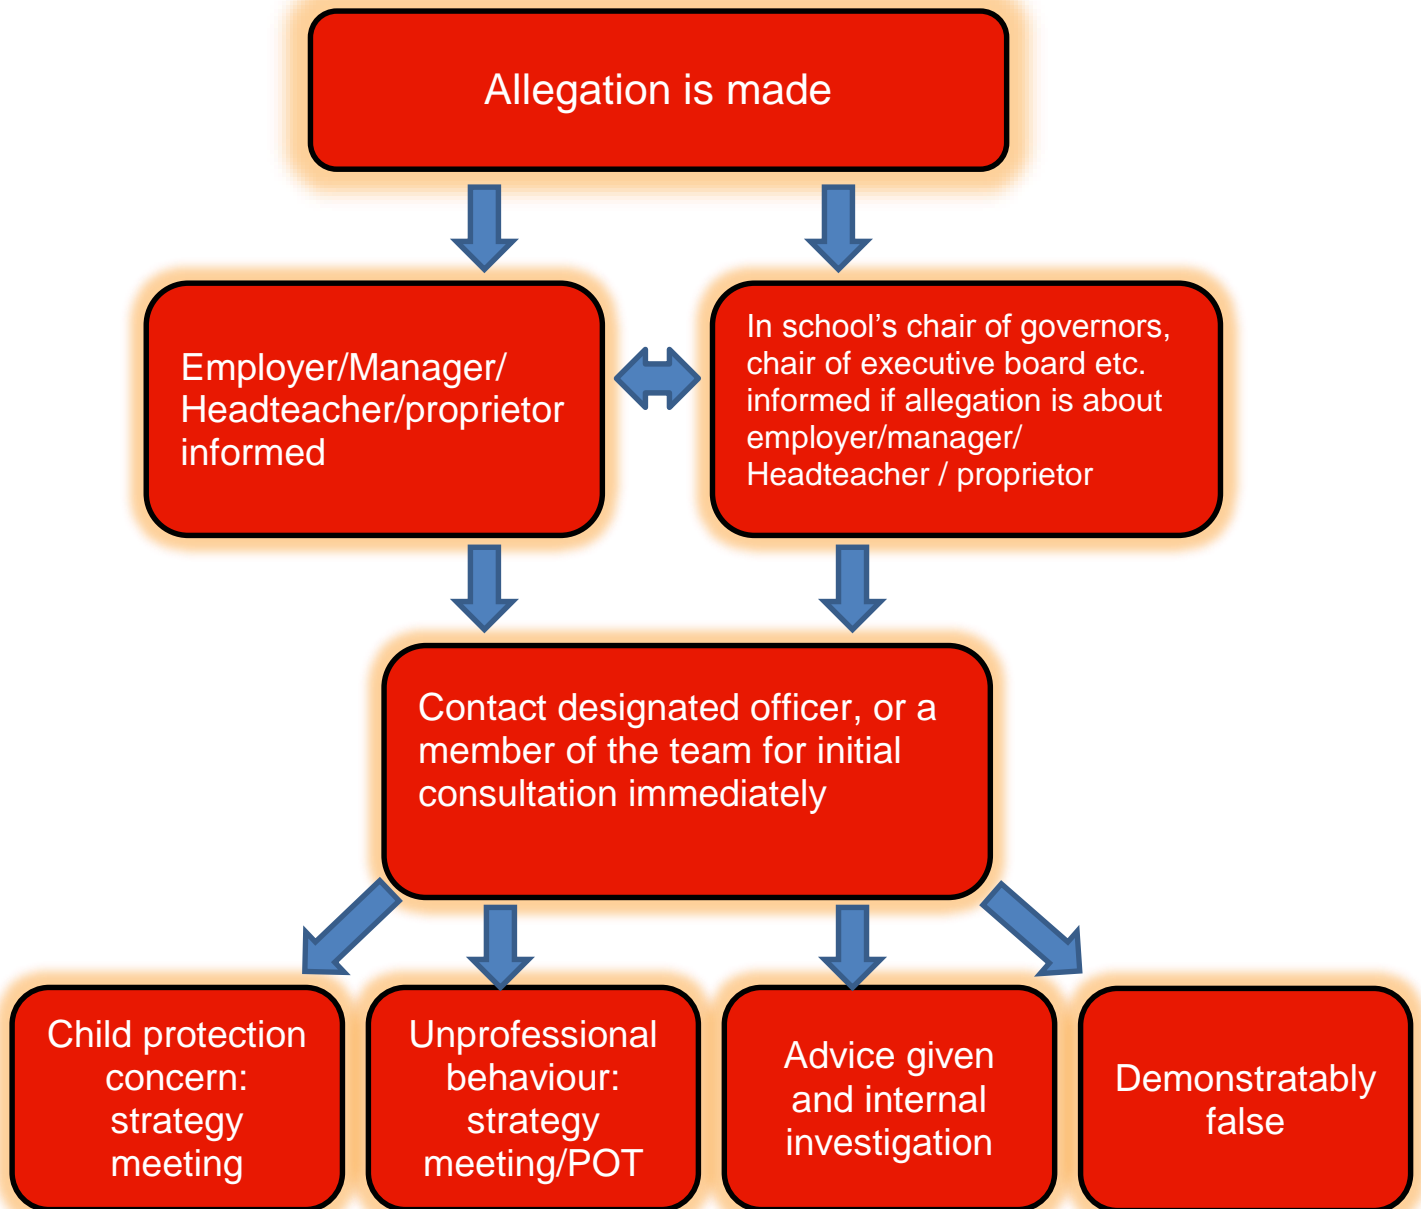 Allegation is made
Employer/Manager/
Headteacher/proprietor
informed
In school’s chair of governors,
chair of executive board etc.
informed if allegation is about
employer/manager/
Headteacher / proprietor
Contact designated officer, or a
member of the team for initial
consultation immediately
Child protection
concern:
strategy
meeting
Unprofessional
behaviour:
strategy
meeting/POT
Advice given
and internal
investigation
Demonstratably
false